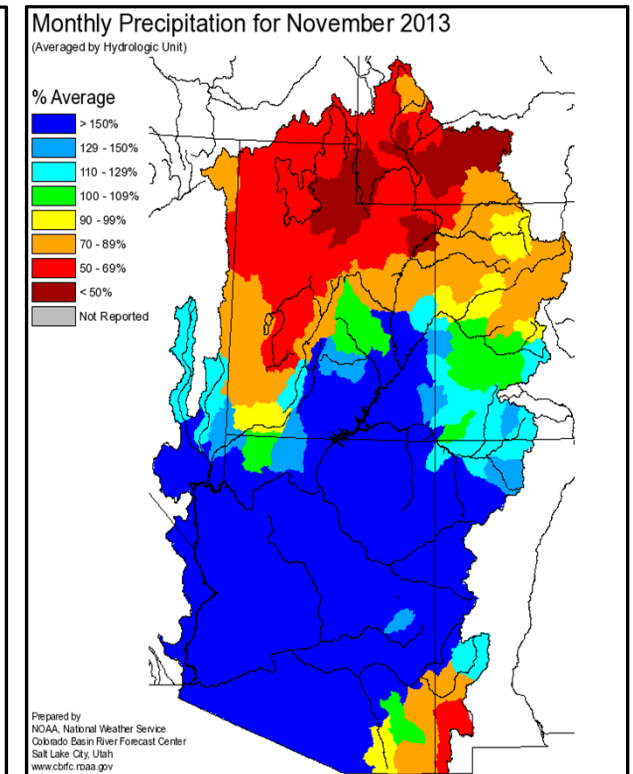 Monthly Precipitation for November 2013
(Averaged by Hydrologic Unit)
% Average
> 150%
129 - 150%
110 - 129%
100 - 109%
90 - 99%
70 - 89%
50 - 69%
< 50%
Not Reported
Prepared by
NOAA, National Weather Service
Colorado Basin River Forecast Center
Salt Lake City, Utah
www.cbrfc.noaa.gov